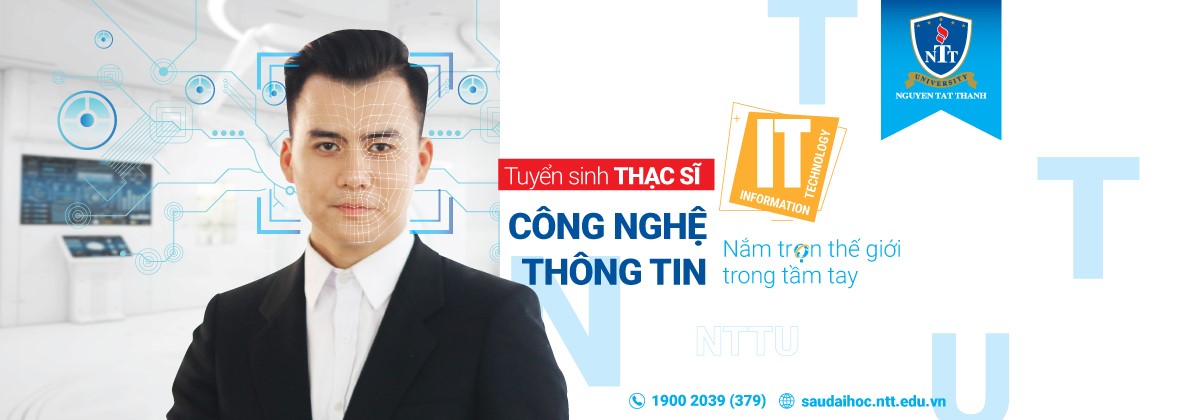 NTT
UNIVERSITY
NGUYEN TAT THANH
IT
INFORMATION
TECHNOLOGY
Tuyển sinh THẠC SĨ
CÔNG NGHỆ
THÔNG TIN
Nắm trọn thế giới
trong tầm tay
N
T
T
U
NTTU
1900 2039 (379) saudaihoc.ntt.edu.vn